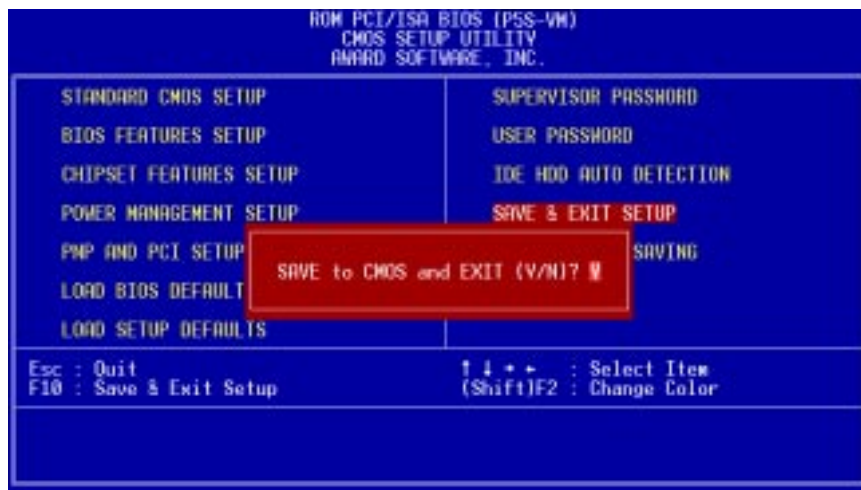 ROM PCI/ISA BIOS (P5S-VM)
CMOS SETUP UTILITY
AWARD SOFTWARE, INC.
STANDARD CMOS SETUP
BIOS FEATURES SETUP
CHIPSET FEATURES SETUP
POWER MANAGEMENT SETUP
PNP AND PCI SETUP
LOAD BIOS DEFAULT
LOAD SETUP DEFAULTS
SUPERVISOR PASSWORD
USER PASSWORD
IDE HDD AUTO DETECTION
SAVE & EXIT SETUP
SAVING
SAVE to CMOS and EXIT (Y/N)? Y
Esc : Quit
F10 : Save & Exit Setup
↑ ↓ → ← : Select Item
(Shift)F2 : Change Color